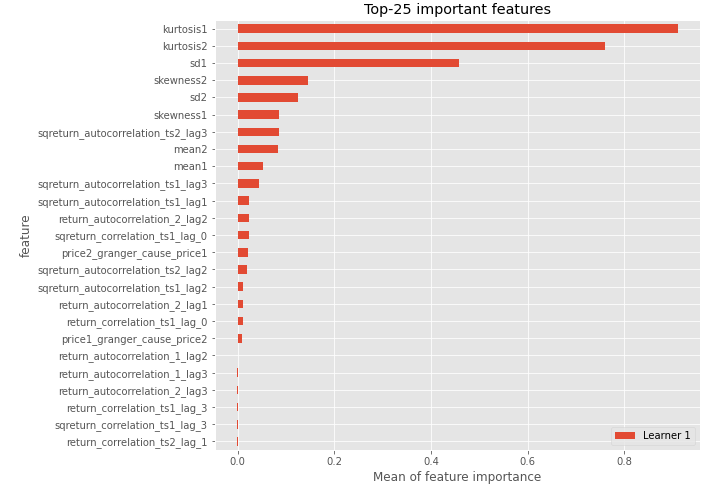 Top-25 important features
kurtosis1
kurtosis2
sd1
skewness2
sd2
skewness1
sqreturn_autocorrelation_ts2_lag3
mean2
mean1
sqreturn_autocorrelation_ts1_lag3
sqreturn_autocorrelation_ts1_lag1
return_autocorrelation_2_lag2
sqreturn_correlation_ts1_lag_0
price2_granger_cause_price1
sqreturn_autocorrelation_ts2_lag2
sqreturn_autocorrelation_ts1_lag2
return_autocorrelation_2_lag1
return_correlation_ts1_lag_0
price1_granger_cause_price2
return_autocorrelation_1_lag2
return_autocorrelation_1_lag3
return_autocorrelation_2_lag3
return_correlation_ts1_lag_3
sqreturn_correlation_ts1_lag_3
return_correlation_ts2_lag_1
feature
Learner 1
0.0 0.2 0.4 0.6 0.8
Mean of feature importance